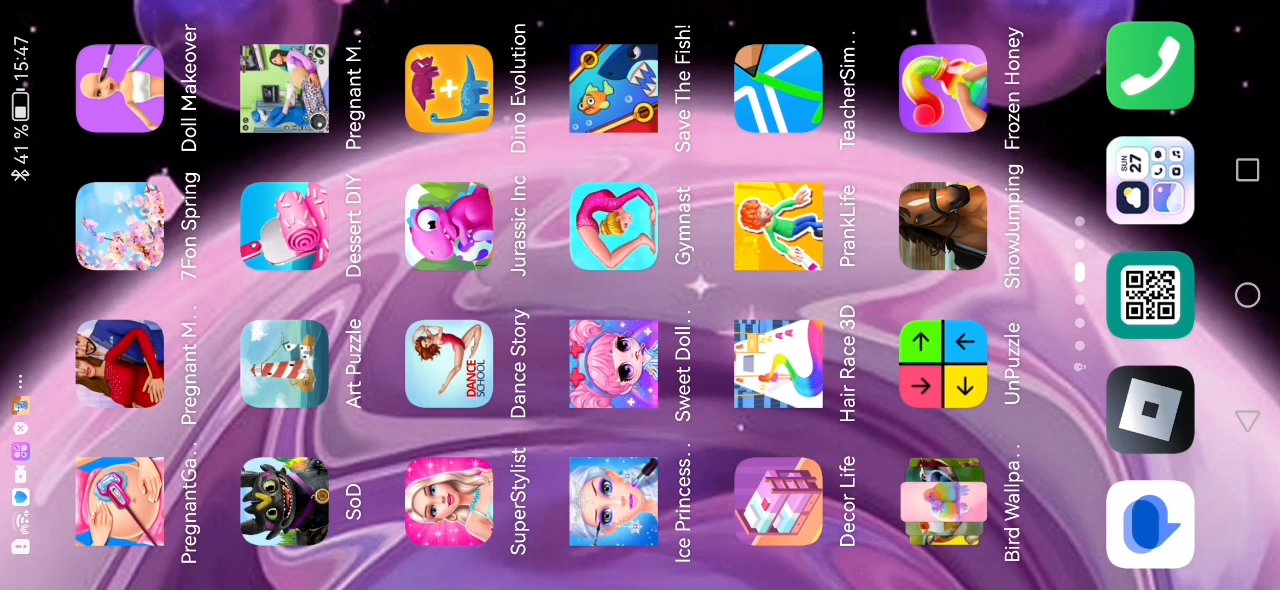 41 % 15:47
PregnantGa.. Pregnant M.. 7Fon Spring Doll Makeover
SoD Art Puzzle Dessert DIY Pregnant M..
DANCE
SCHOOL
SuperStylist Dance Story Jurassic Inc Dino Evolution
Ice Princess.. Sweet Doll.. Gymnast Save The Fish!
Decor Life Hair Race 3D PrankLife TeacherSim..
Bird Wallpa.. UnPuzzle ShowJumping Frozen Honey
SUN
27